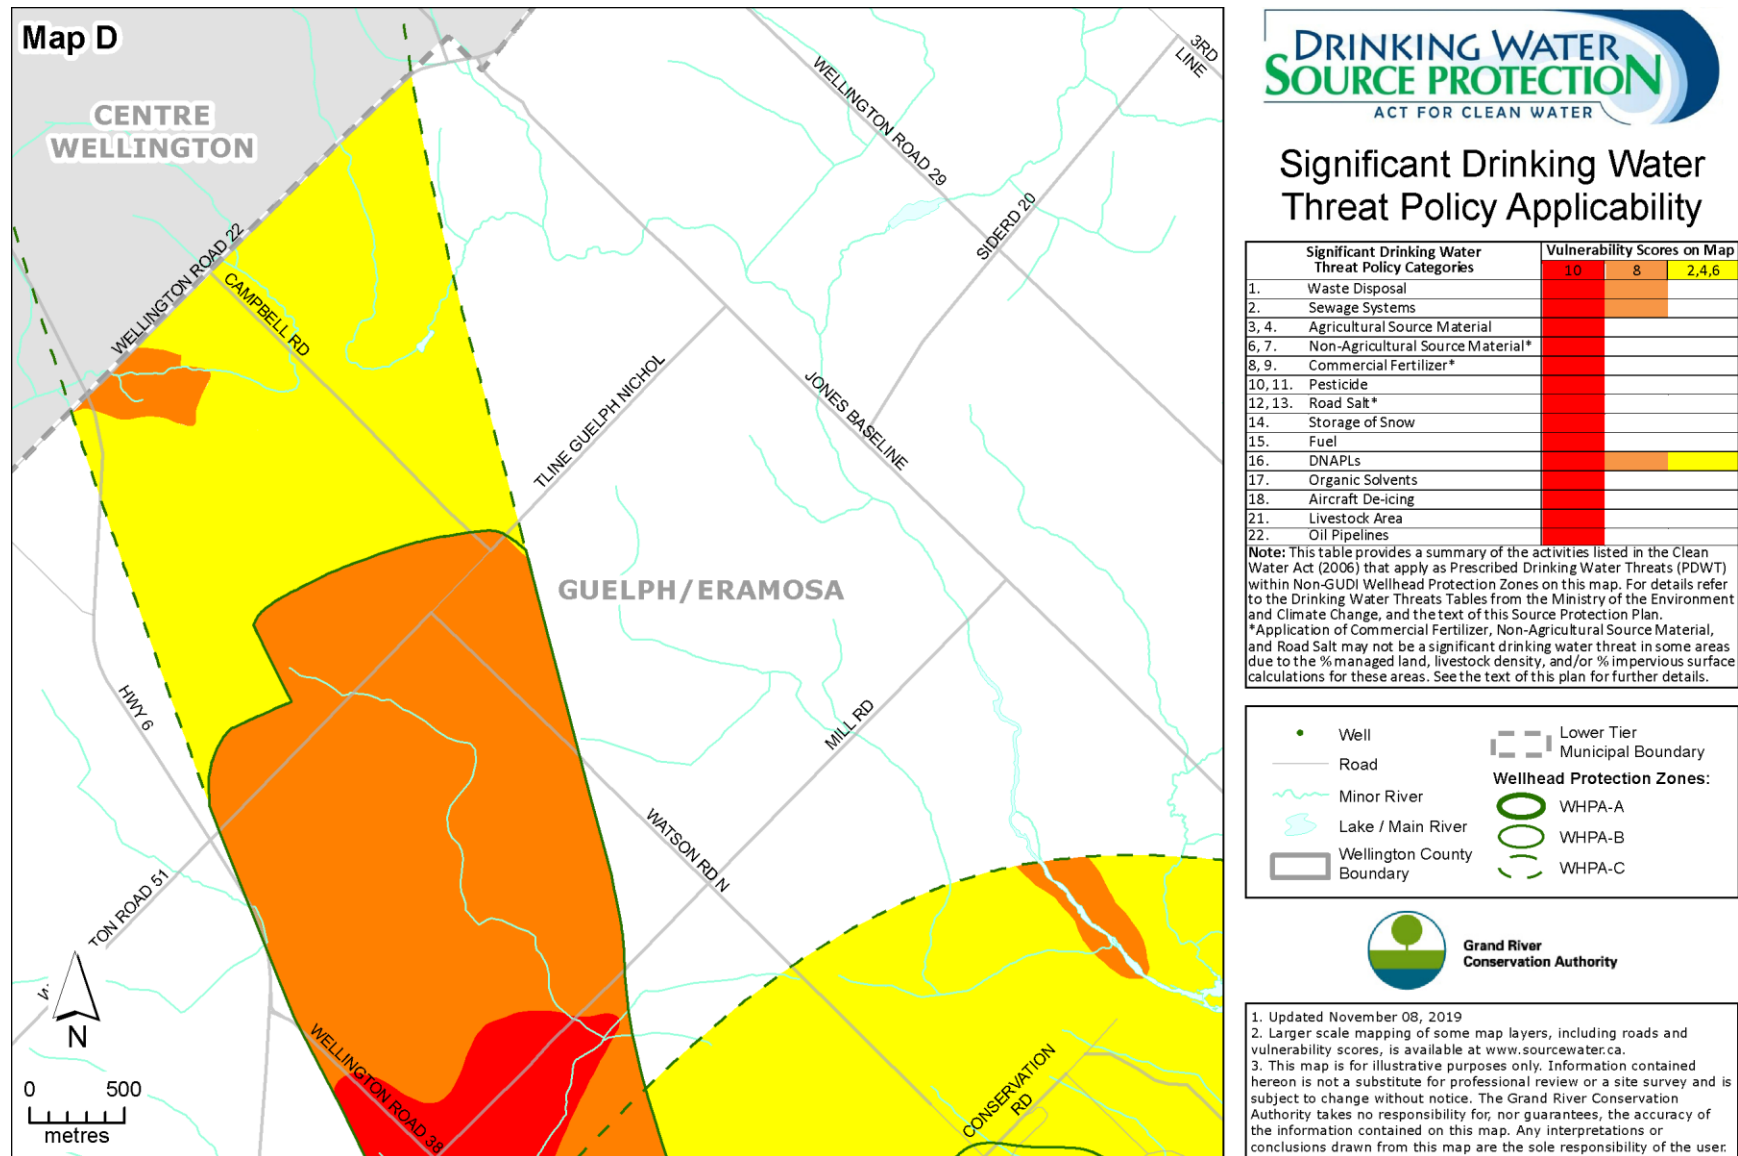 Map D
CENTRE
WELLINGTON
WELLINGTON ROAD 22
CAMPBELL RD
WELLINGTON ROAD 29
3RD
LINE
SIDERD 20
TLINE GUELPH NICHOL
JONES BASELINE
GUELPH/ERAMOSA
HWY 6
MILL RD
WATSON RD N
TON ROAD 51
W.
N
WELLINGTON ROAD 38
CONSERVATION
RD
0 500
metres
DRINKING WATER
SOURCE PROTECTION
ACT FOR CLEAN WATER
Significant Drinking Water
Threat Policy Applicability
Significant Drinking Water
Threat Policy Categories
Vulnerability Scores on Map
10 8 2,4,6
1. Waste Disposal
2. Sewage Systems
3, 4. Agricultural Source Material
6, 7. Non-Agricultural Source Material*
8, 9. Commercial Fertilizer*
10, 11. Pesticide
12, 13. Road Salt*
14. Storage of Snow
15. Fuel
16. DNAPLs
17. Organic Solvents
18. Aircraft De-icing
21. Livestock Area
22. Oil Pipelines
Note: This table provides a summary of the activities listed in the Clean
Water Act (2006) that apply as Prescribed Drinking Water Threats (PDWT)
within Non-GUDI Wellhead Protection Zones on this map. For details refer
to the Drinking Water Threats Tables from the Ministry of the Environment
and Climate Change, and the text of this Source Protection Plan.
*Application of Commercial Fertilizer, Non-Agricultural Source Material,
and Road Salt may not be a significant drinking water threat in some areas
due to the % managed land, livestock density, and/or % impervious surface
calculations for these areas. See the text of this plan for further details.
Well
Road
Minor River
Lake / Main River
Wellington County
Boundary
Lower Tier
Municipal Boundary
Wellhead Protection Zones:
WHPA-A
WHPA-B
WHPA-C
Grand River
Conservation Authority
1. Updated November 08, 2019
2. Larger scale mapping of some map layers, including roads and
vulnerability scores, is available at www.sourcewater.ca.
3. This map is for illustrative purposes only. Information contained
hereon is not a substitute for professional review or a site survey and is
subject to change without notice. The Grand River Conservation
Authority takes no responsibility for, nor guarantees, the accuracy of
the information contained on this map. Any interpretations or
conclusions drawn from this map are the sole responsibility of the user.